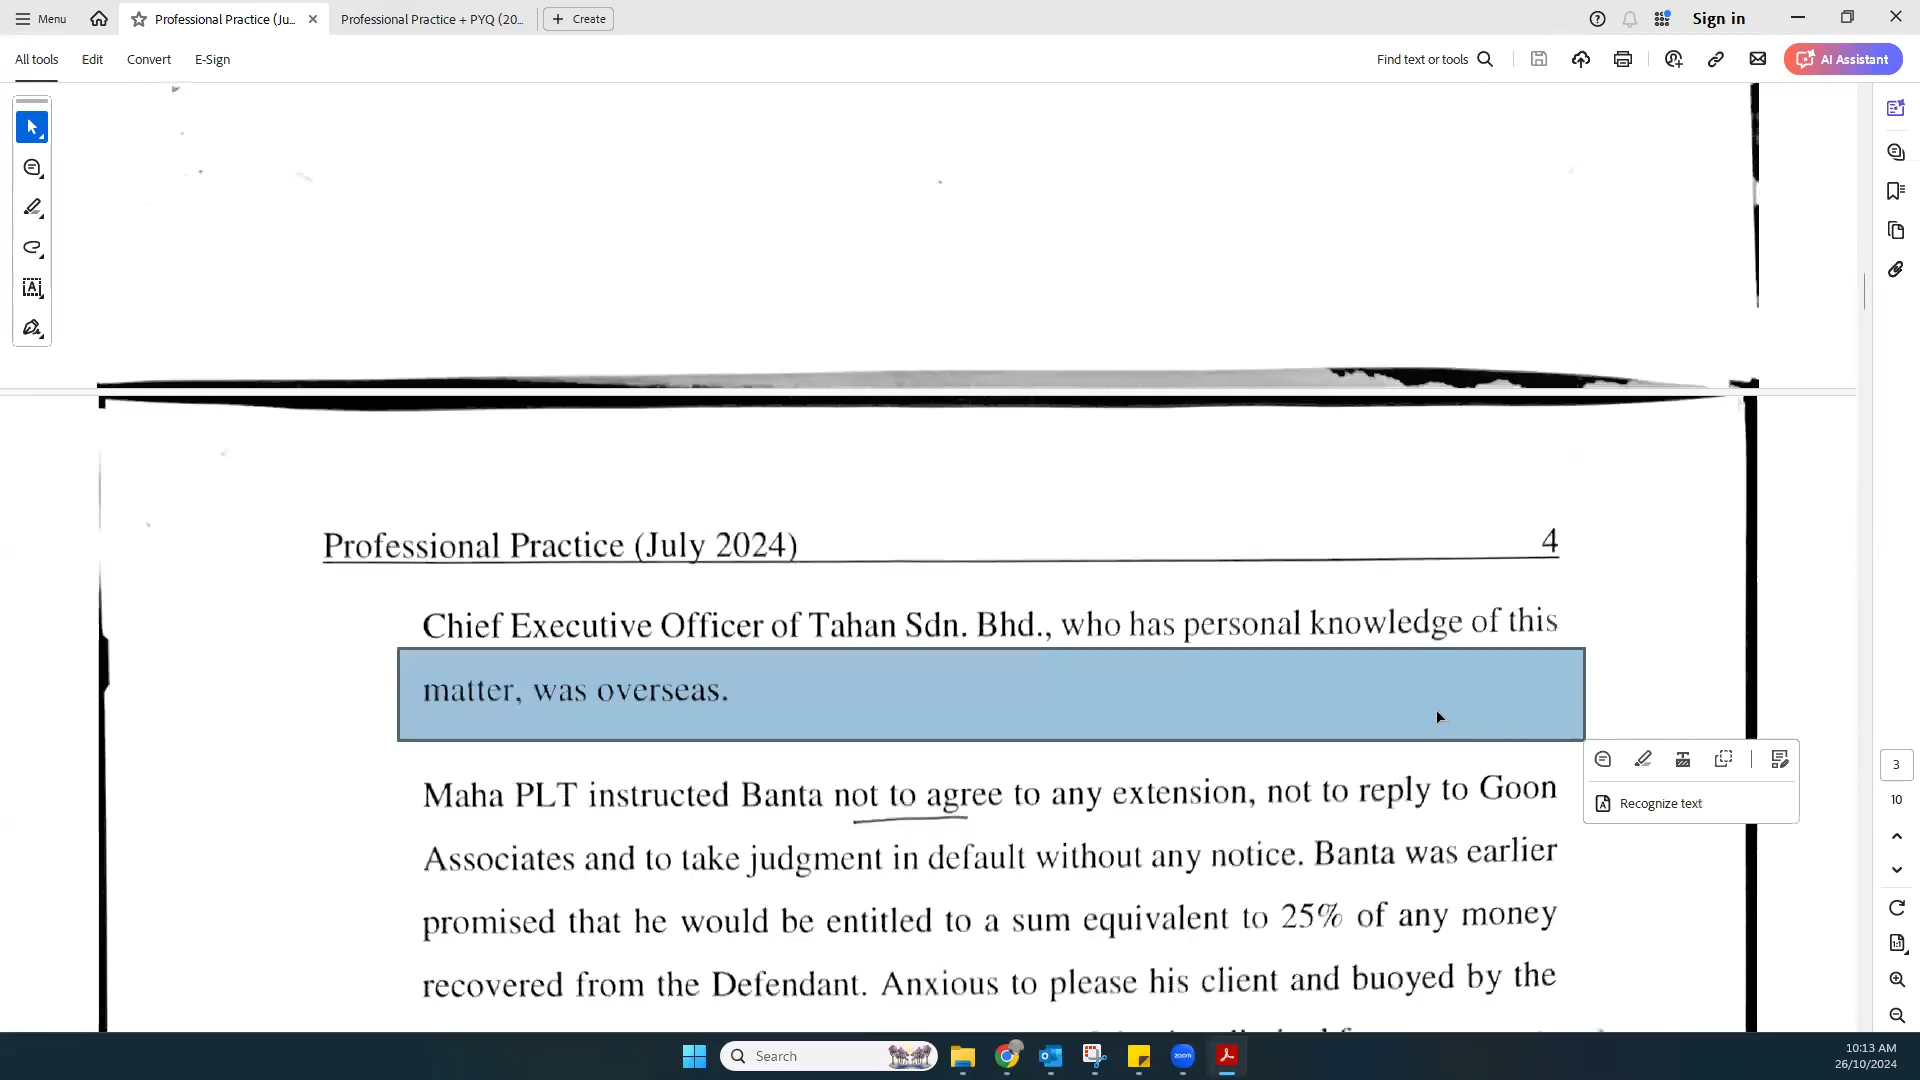 Menu
Professional Practice (Ju...
Professional Practice + PYQ (20...
Create
Sign in
All tools
Edit
Convert
E-Sign
Find text or tools
AI Assistant
Professional Practice (July 2024) 4
Chief Executive Officer of Tahan Sdn. Bhd., who has personal knowledge of this
matter, was overseas.
Maha PLT instructed Banta not to agree to any extension, not to reply to Goon
Associates and to take judgment in default without any notice. Banta was earlier
promised that he would be entitled to a sum equivalent to 25% of any money
recovered from the Defendant. Anxious to please his client and buoyed by the
Recognize text
3
10
Search
zoom
10:13 AM
26/10/2024